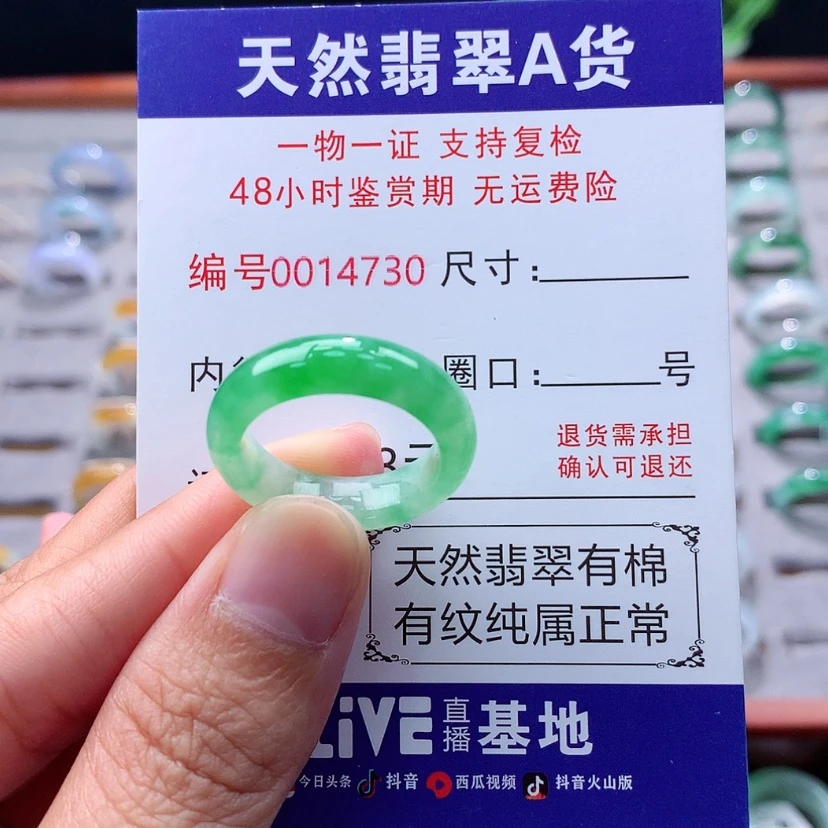 天然翡翠A货
一物一证 支持复检
48小时鉴赏期 无运费险
编号0014730 尺寸:
内 圈口: 号
退货需承担
确认可退还
天然翡翠有棉
有纹纯属正常
LiVE 直播 基地
今日头条 抖音 西瓜视频 抖音火山版